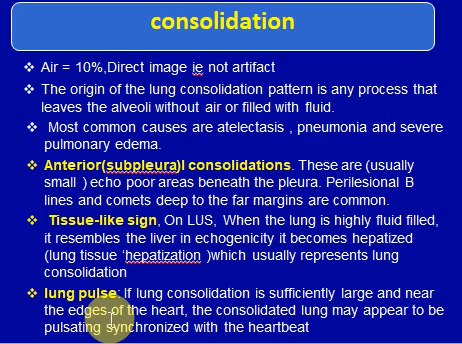 consolidation
❖ Air = 10%,Direct image ie not artifact
❖ The origin of the lung consolidation pattern is any process that
leaves the alveoli without air or filled with fluid.
❖ Most common causes are atelectasis , pneumonia and severe
pulmonary edema.
❖ Anterior(subpleura)l consolidations. These are (usually
small ) echo poor areas beneath the pleura. Perilesional B
lines and comets deep to the far margins are common.
❖ Tissue-like sign, On LUS, When the lung is highly fluid filled,
it resembles the liver in echogenicity it becomes hepatized
(lung tissue 'hepatization )which usually represents lung
consolidation
❖ lung pulse: If lung consolidation is sufficiently large and near
the edges of the heart, the consolidated lung may appear to be
pulsating synchronized with the heartbeat